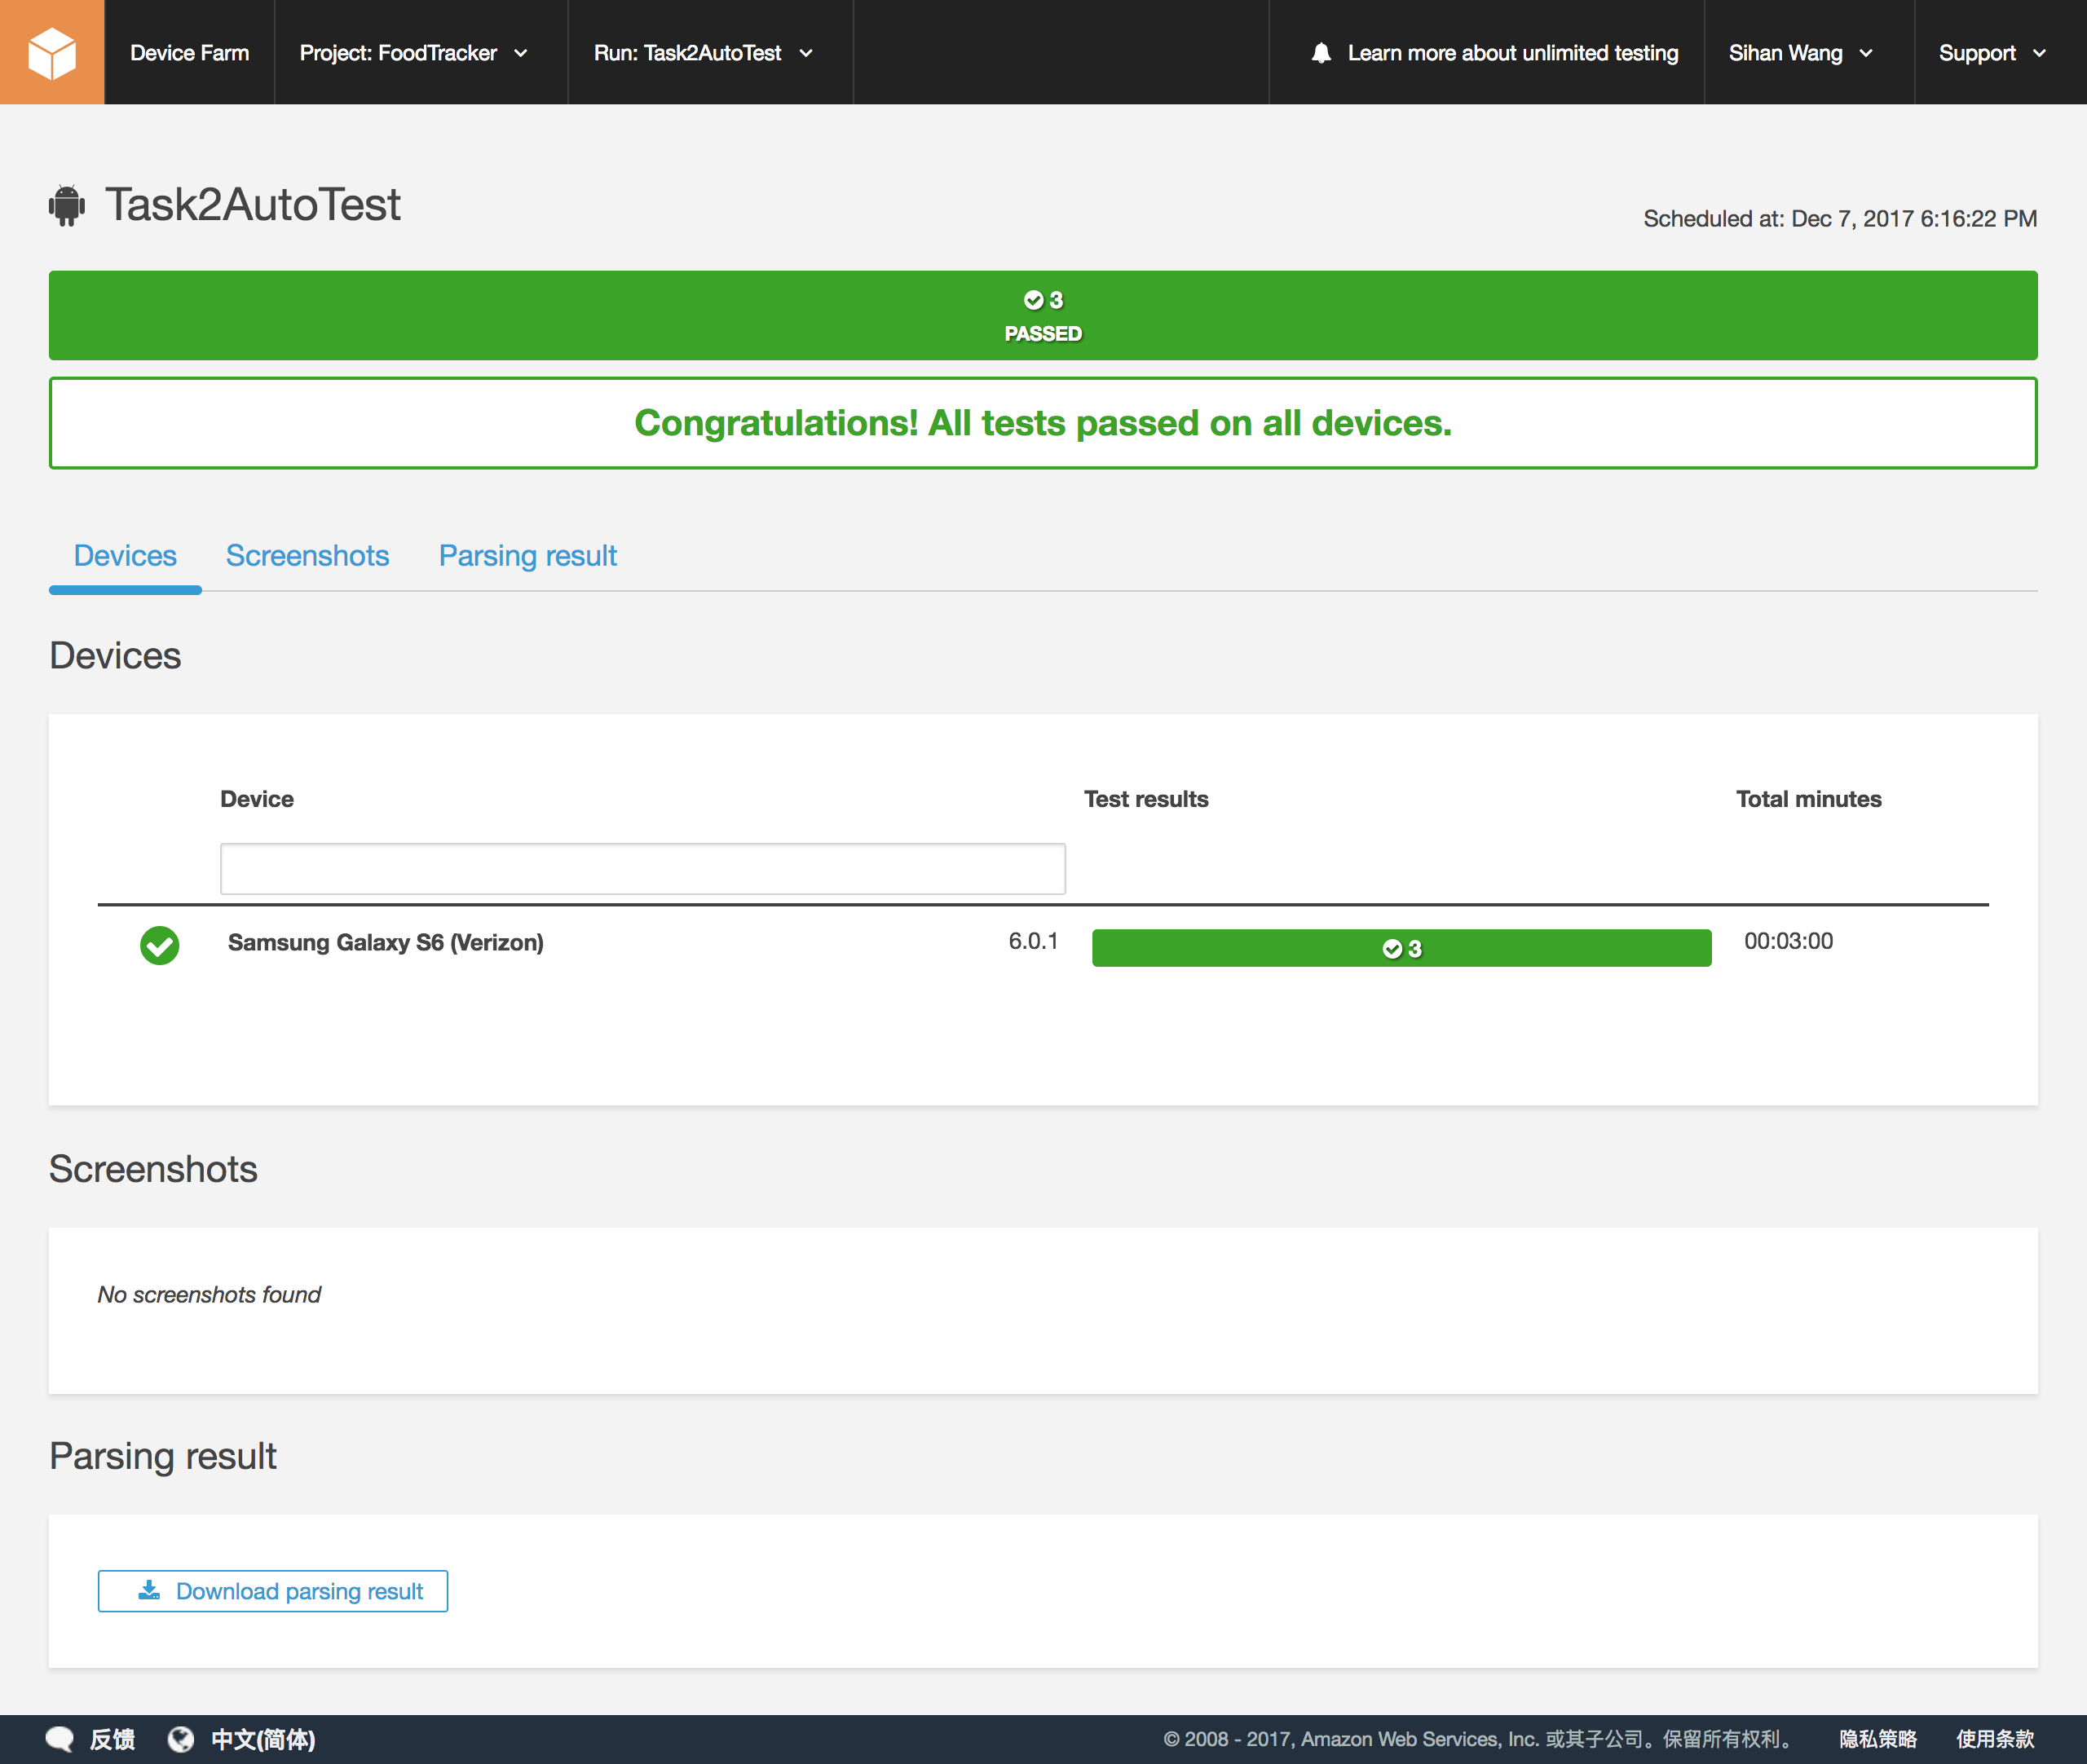 Device Farm
Project: FoodTracker
Run: Task2AutoTest
Learn more about unlimited testing
Sihan Wang
Support
Task2AutoTest
Scheduled at: Dec 7, 2017 6:16:22 PM
3
PASSED
Congratulations! All tests passed on all devices.
Devices
Screenshots
Parsing result
Devices
Device
Test results
Total minutes
Samsung Galaxy S6 (Verizon)
6.0.1
3
00:03:00
Screenshots
No screenshots found
Parsing result
Download parsing result
反馈
中文(简体)
© 2008 - 2017, Amazon Web Services, Inc. 或其子公司。保留所有权利。
隐私策略
使用条款